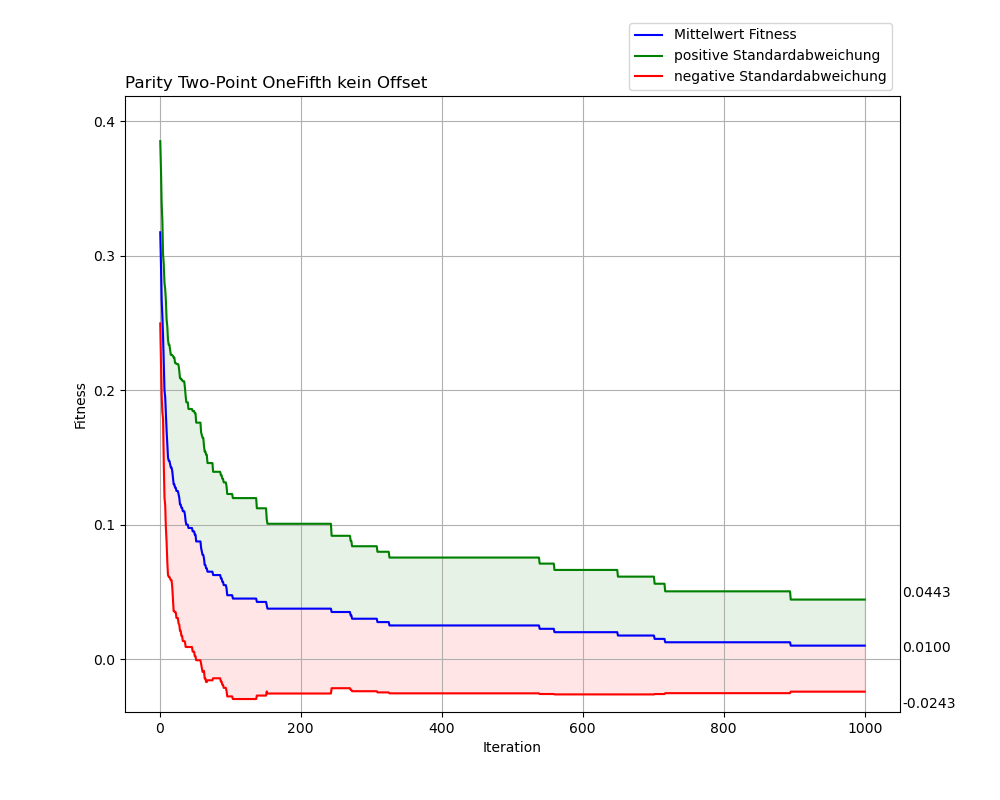 Mittelwert Fitness
positive Standardabweichung
negative Standardabweichung
Parity Two-Point OneFifth kein Offset
0.4
0.3
0.2
0.1
0.0
Fitness
0.0443
0.0100
-0.0243
0 200 400 600 800 1000
Iteration